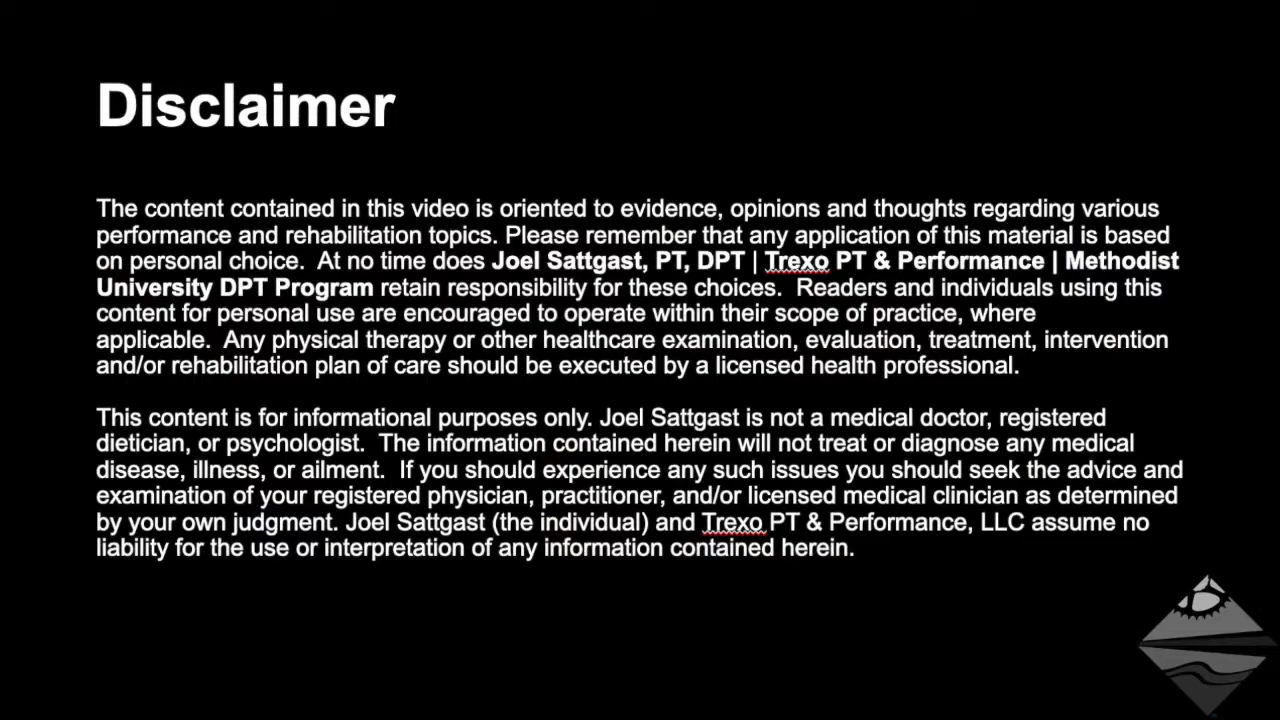 Disclaimer
The content contained in this video is oriented to evidence, opinions and thoughts regarding various
performance and rehabilitation topics. Please remember that any application of this material is based
on personal choice.  At no time does Joel Sattgast, PT, DPT | Trexo PT & Performance | Methodist
University DPT Program retain responsibility for these choices.  Readers and individuals using this
content for personal use are encouraged to operate within their scope of practice, where
applicable.  Any physical therapy or other healthcare examination, evaluation, treatment, intervention
and/or rehabilitation plan of care should be executed by a licensed health professional.
This content is for informational purposes only. Joel Sattgast is not a medical doctor, registered
dietician, or psychologist.  The information contained herein will not treat or diagnose any medical
disease, illness, or ailment.  If you should experience any such issues you should seek the advice and
examination of your registered physician, practitioner, and/or licensed medical clinician as determined
by your own judgment. Joel Sattgast (the individual) and Trexo PT & Performance, LLC assume no
liability for the use or interpretation of any information contained herein.